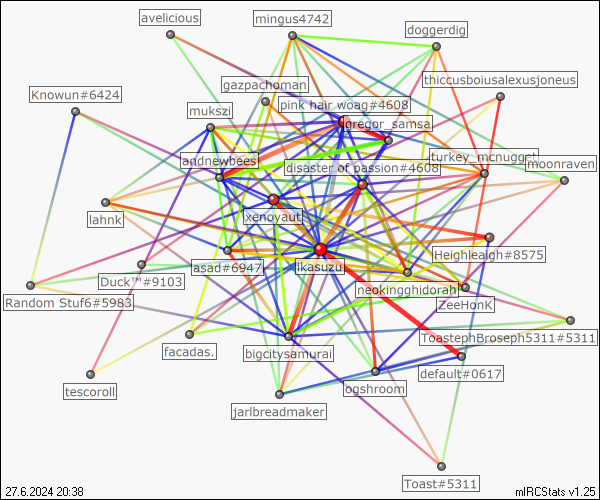 avelicious
mingus4742
doggerdig
thiccusboiusalexusjoneus
gazpachoman
Knowun#6424
pink hair woag#4608
mukszi
gregor_samsa
andnewbees
disaster of passion#4608
turkey_mcnugget
moonraven
lahnk
xenoyaut
Heighleaigh#8575
asad#6947
ikasuzu
Duck™#9103
neokingghidorah
Random Stuf6#5983
ZeeHonK
ToastephBroseph5311#5311
facadas.
bigcitysamurai
default#0617
tescoroll
ogshroom
jarlbreadmaker
Toast#5311
27.6.2024 20:38
mIRCStats v1.25